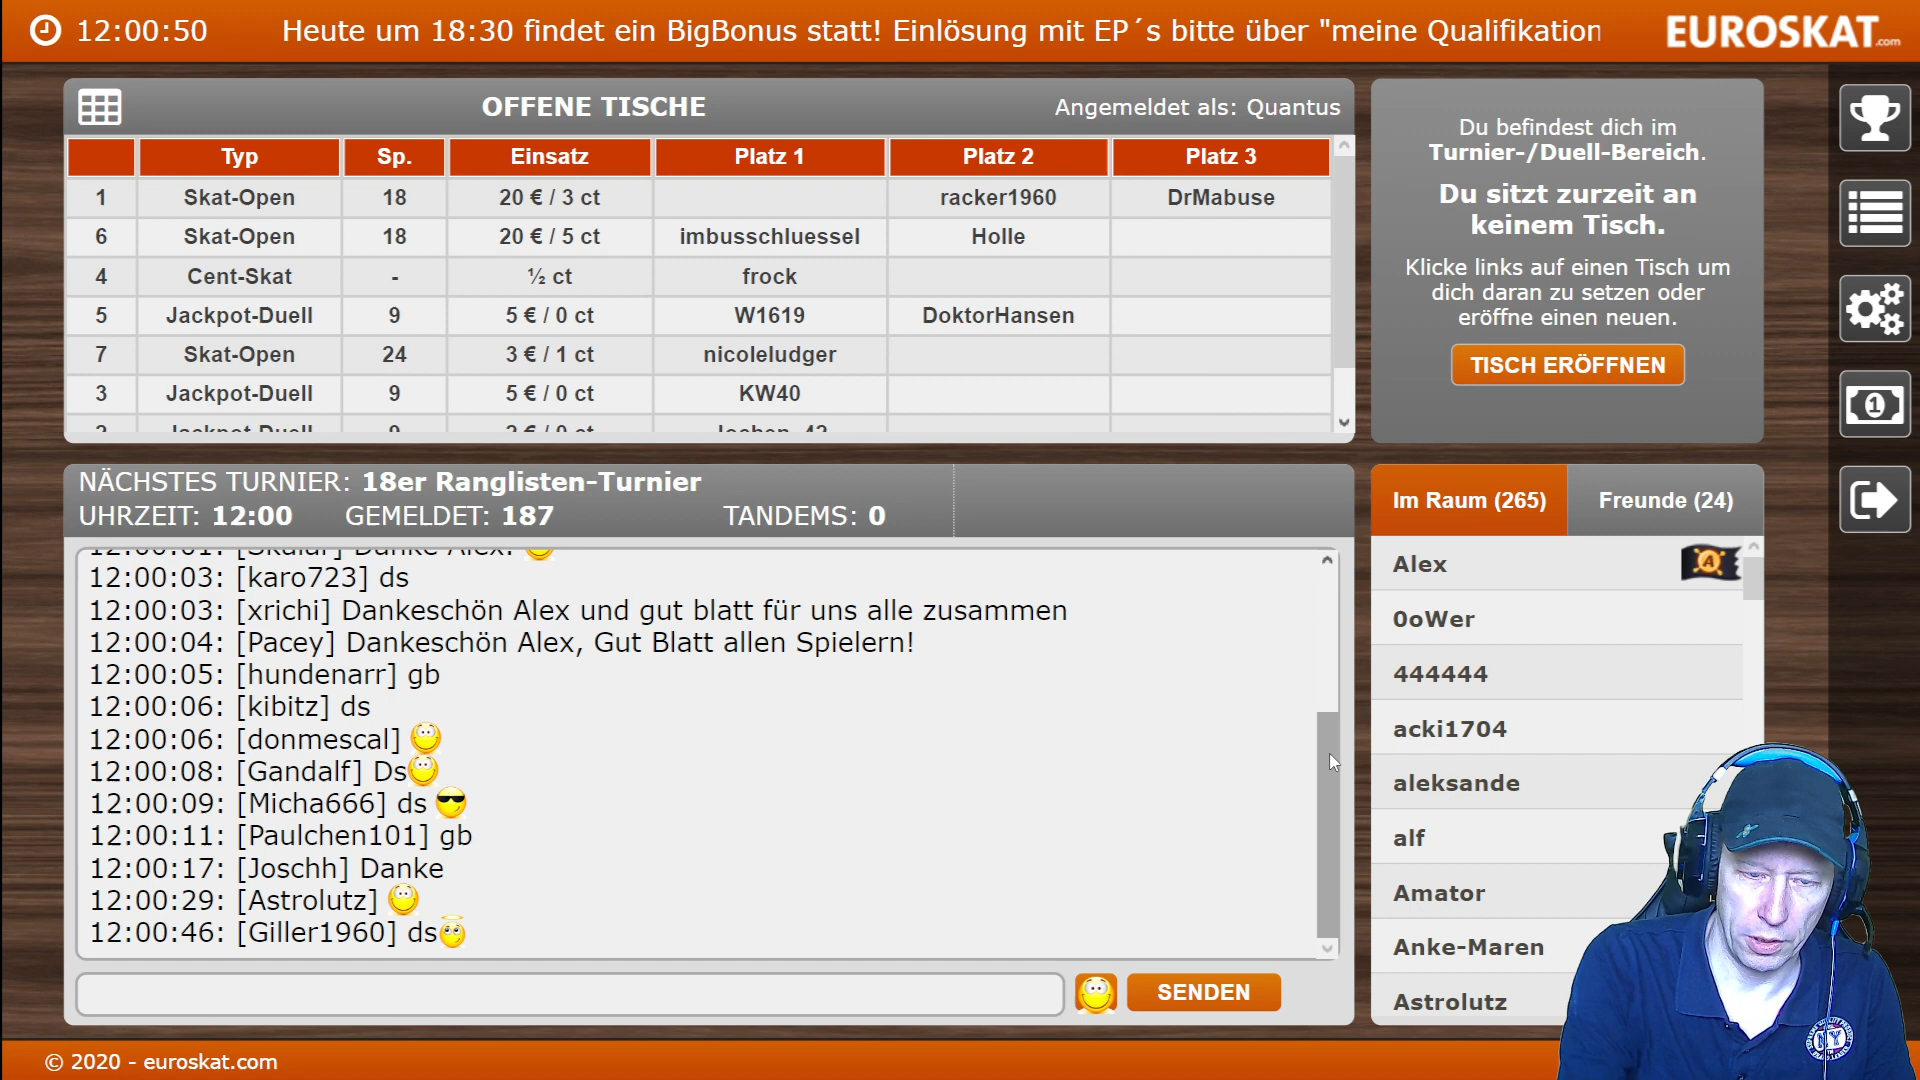 12:00:50 Heute um 18:30 findet ein BigBonus statt! Einlösung mit EP´s bitte über "meine Qualifikation EUROSKAT.com
OFFENE TISCHE Angemeldet als: Quantus
Typ Sp. Einsatz Platz 1 Platz 2 Platz 3
1 Skat-Open 18 20 € / 3 ct racker1960 DrMabuse
6 Skat-Open 18 20 € / 5 ct imbusschluessel Holle
4 Cent-Skat - ½ ct frock
5 Jackpot-Duell 9 5 € / 0 ct W1619 DoktorHansen
7 Skat-Open 24 3 € / 1 ct nicoleludger
3 Jackpot-Duell 9 5 € / 0 ct KW40
Du befindest dich im
Turnier-/Duell-Bereich.
Du sitzt zurzeit an
keinem Tisch.
Klicke links auf einen Tisch um
dich daran zu setzen oder
eröffne einen neuen.
TISCH ERÖFFNEN
1
NÄCHSTES TURNIER: 18er Ranglisten-Turnier
UHRZEIT: 12:00 GEMELDET: 187 TANDEMS: 0
12:00:03: [karo723] ds
12:00:03: [xrichi] Dankeschön Alex und gut blatt für uns alle zusammen
12:00:04: [Pacey] Dankeschön Alex, Gut Blatt allen Spielern!
12:00:05: [hundenarr] gb
12:00:06: [kibitz] ds
12:00:06: [donmescal]
12:00:08: [Gandalf] Ds
12:00:09: [Micha666] ds
12:00:11: [Paulchen101] gb
12:00:17: [Joschh] Danke
12:00:29: [Astrolutz]
12:00:46: [Giller1960] ds
SENDEN
Im Raum (265) Freunde (24)
Alex A
0oWer
444444
acki1704
aleksande
alf
Amator
Anke-Maren
Astrolutz
© 2020 - euroskat.com